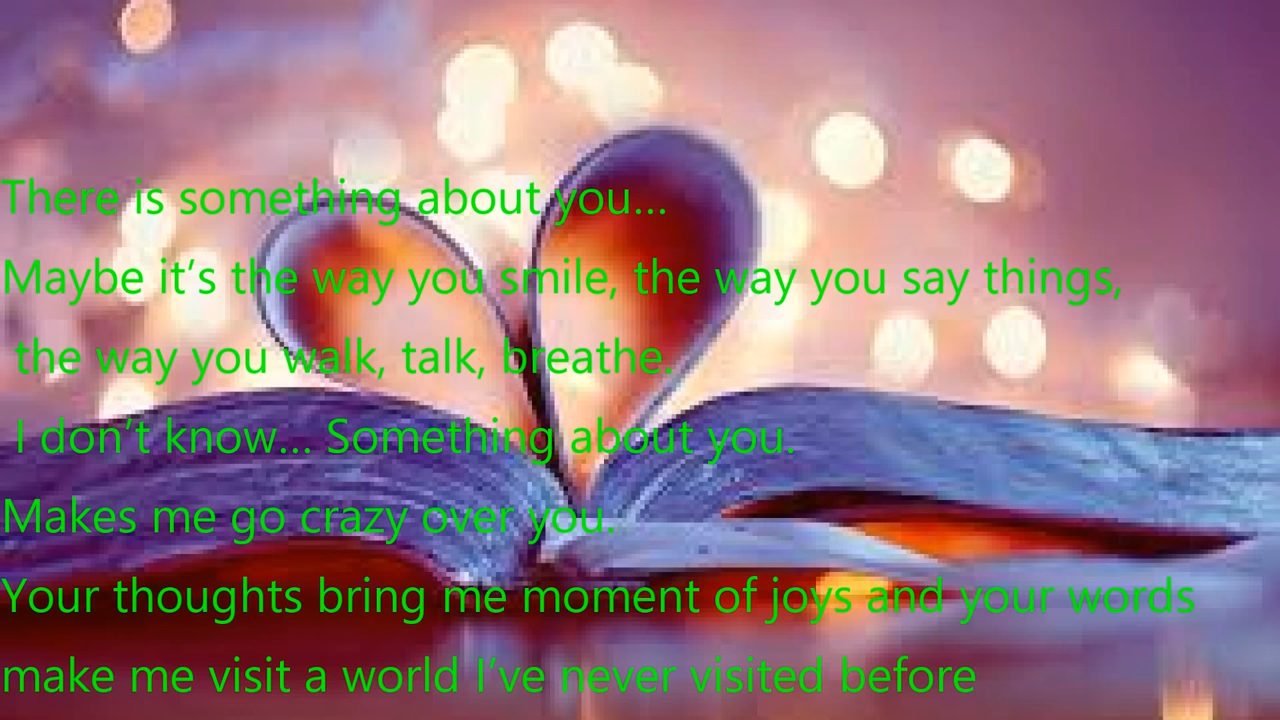 There is something about you...
Maybe it’s the way you smile, the way you say things,
the way you walk, talk, breathe.
I don’t know... Something about you.
Makes me go crazy over you.
Your thoughts bring me moment of joys and your words
make me visit a world I’ve never visited before